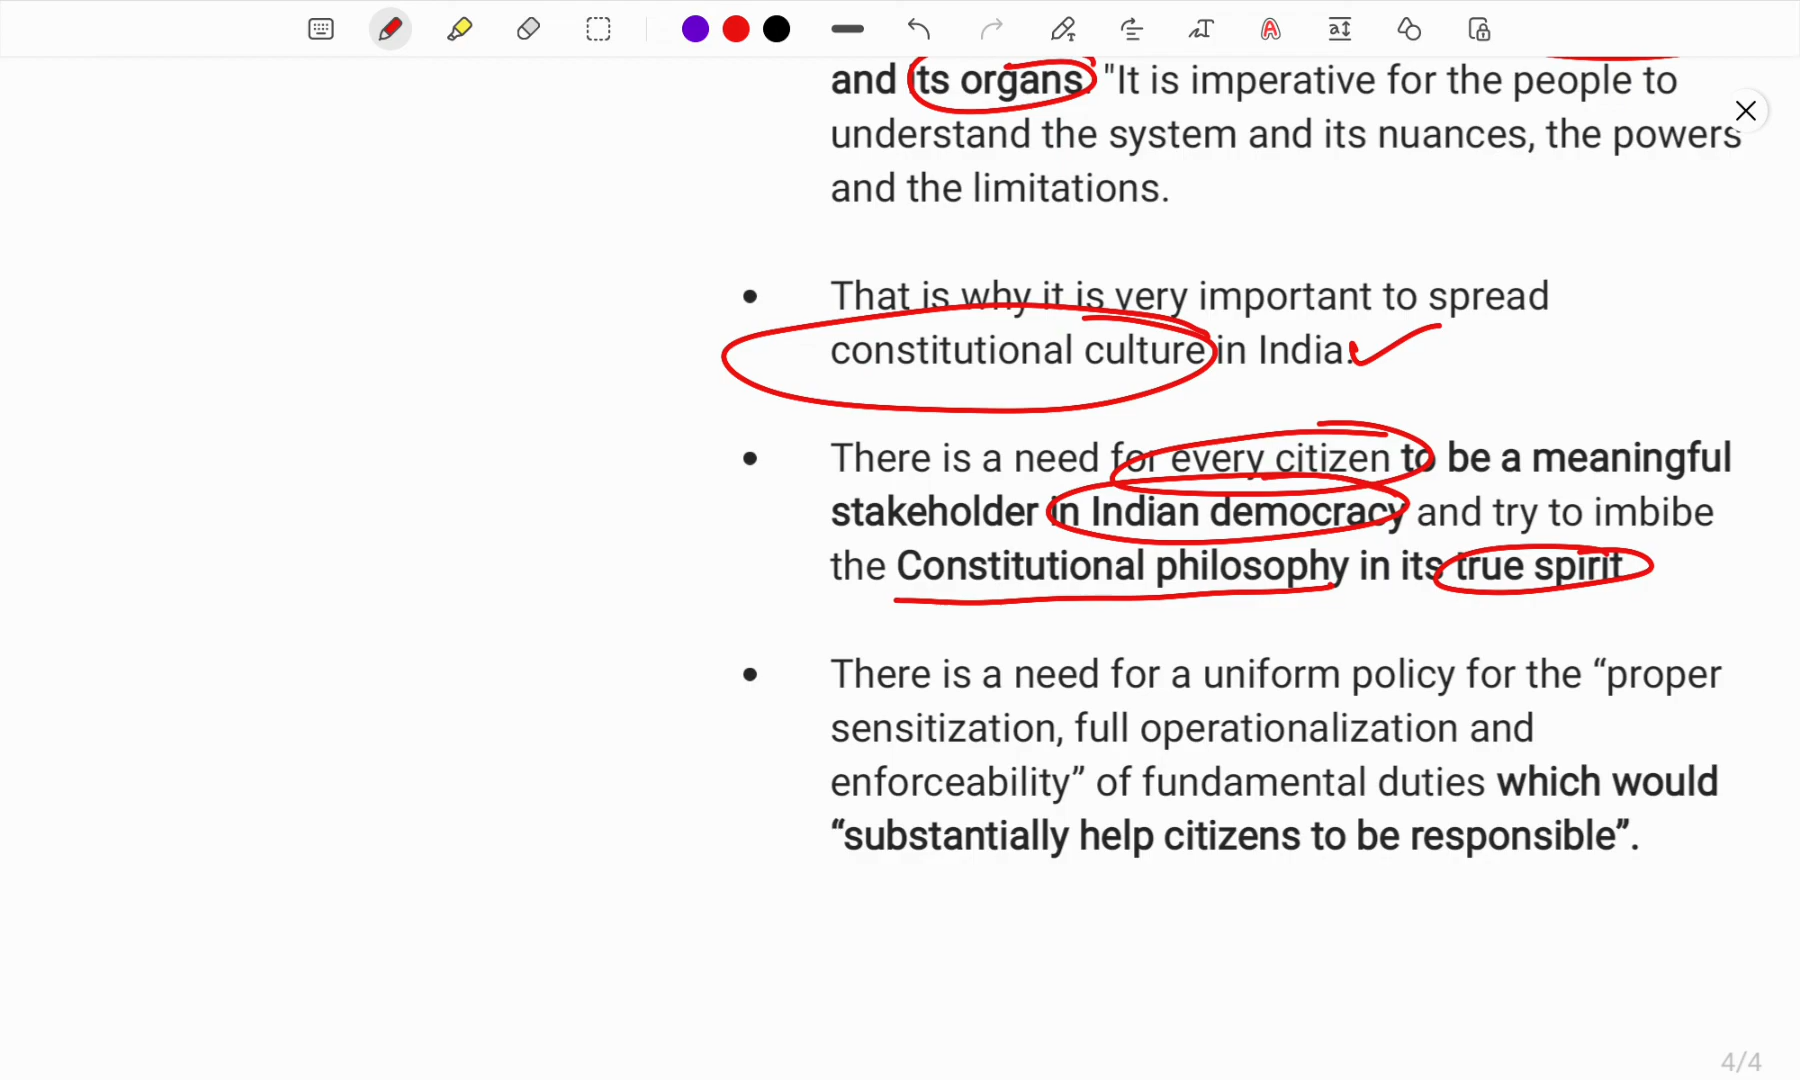 and its organs. "It is imperative for the people to
understand the system and its nuances, the powers
and the limitations.
• That is why it is very important to spread
constitutional culture in India.
• There is a need for every citizen to be a meaningful
stakeholder in Indian democracy and try to imbibe
the Constitutional philosophy in its true spirit
• There is a need for a uniform policy for the “proper
sensitization, full operationalization and
enforceability” of fundamental duties which would
“substantially help citizens to be responsible”.
4/4